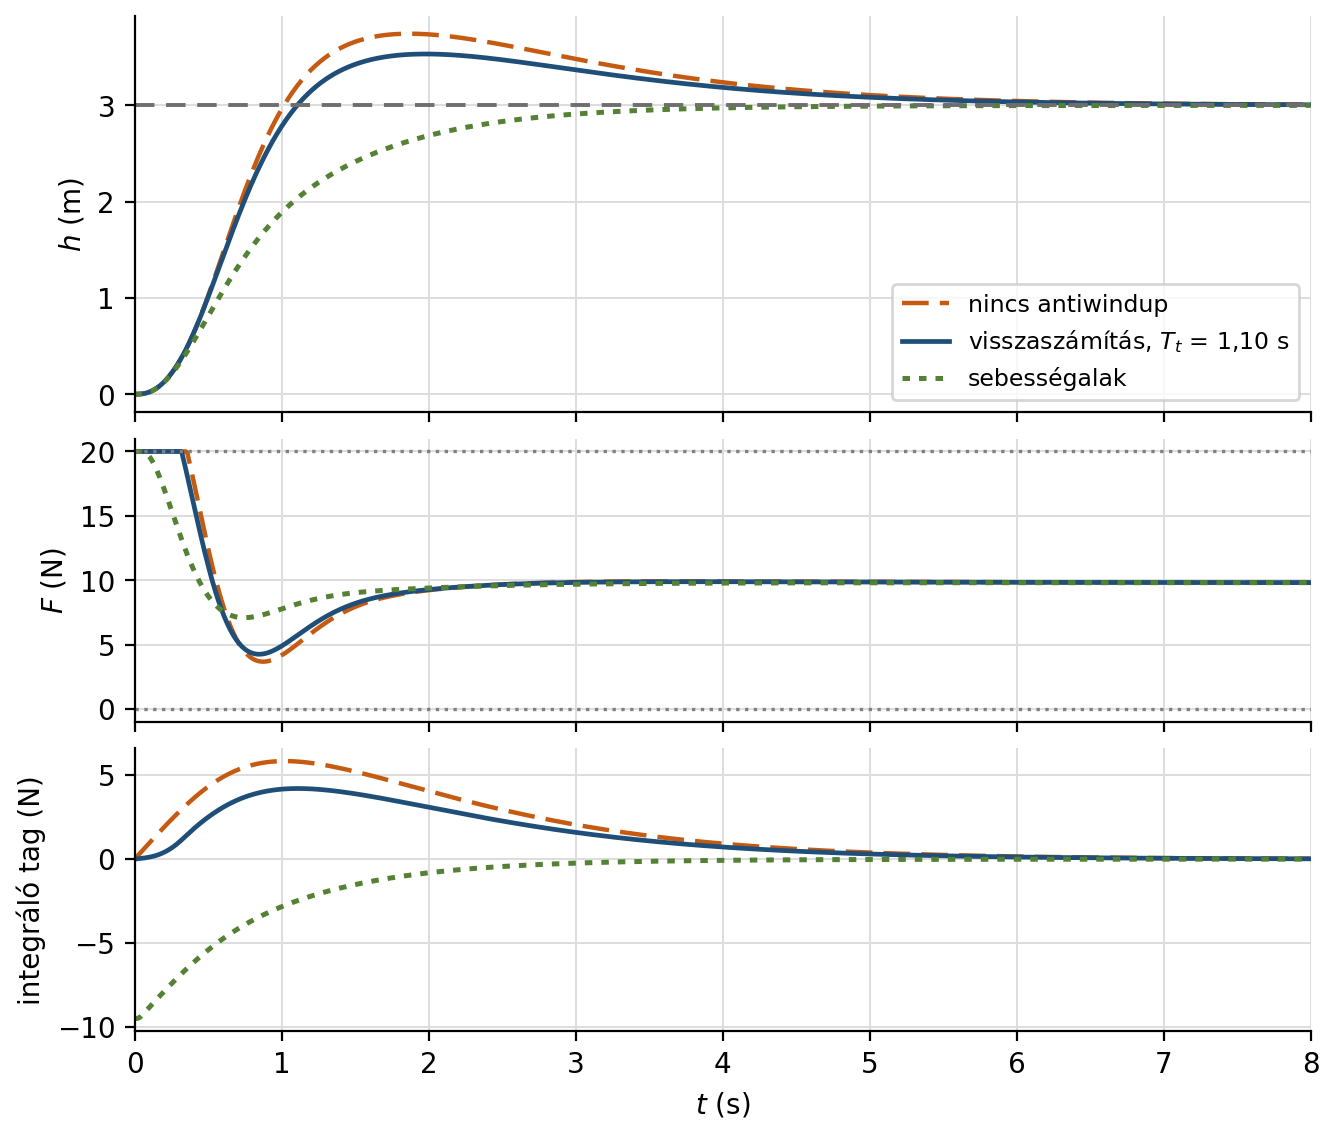 h (m)
3
2
1
0
nincs antiwindup
visszaszámítás, Tₜ = 1,10 s
sebességalak
F (N)
20
15
10
5
0
integráló tag (N)
5
0
−5
−10
0 1 2 3 4 5 6 7 8
t (s)